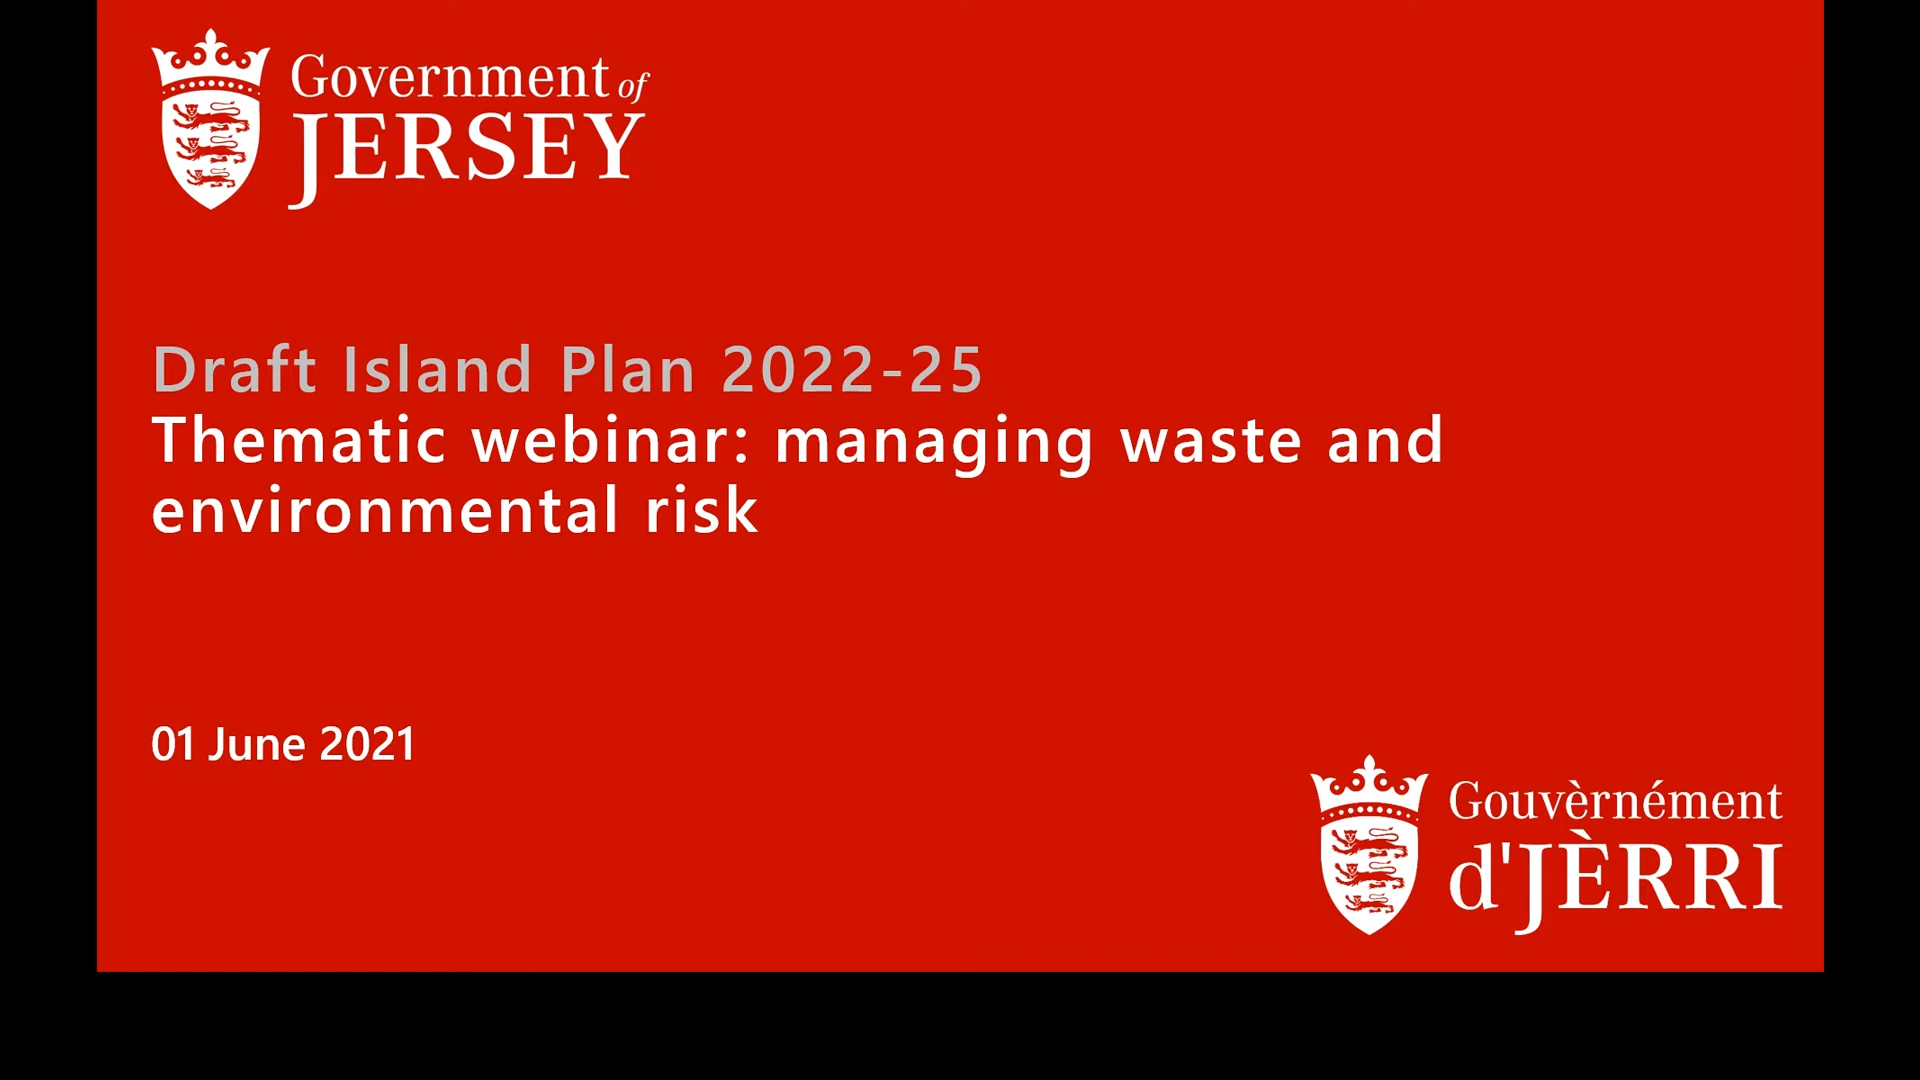 Government of
JERSEY
Draft Island Plan 2022-25
Thematic webinar: managing waste and
environmental risk
01 June 2021
Gouvèrnément
d'JÈRRI